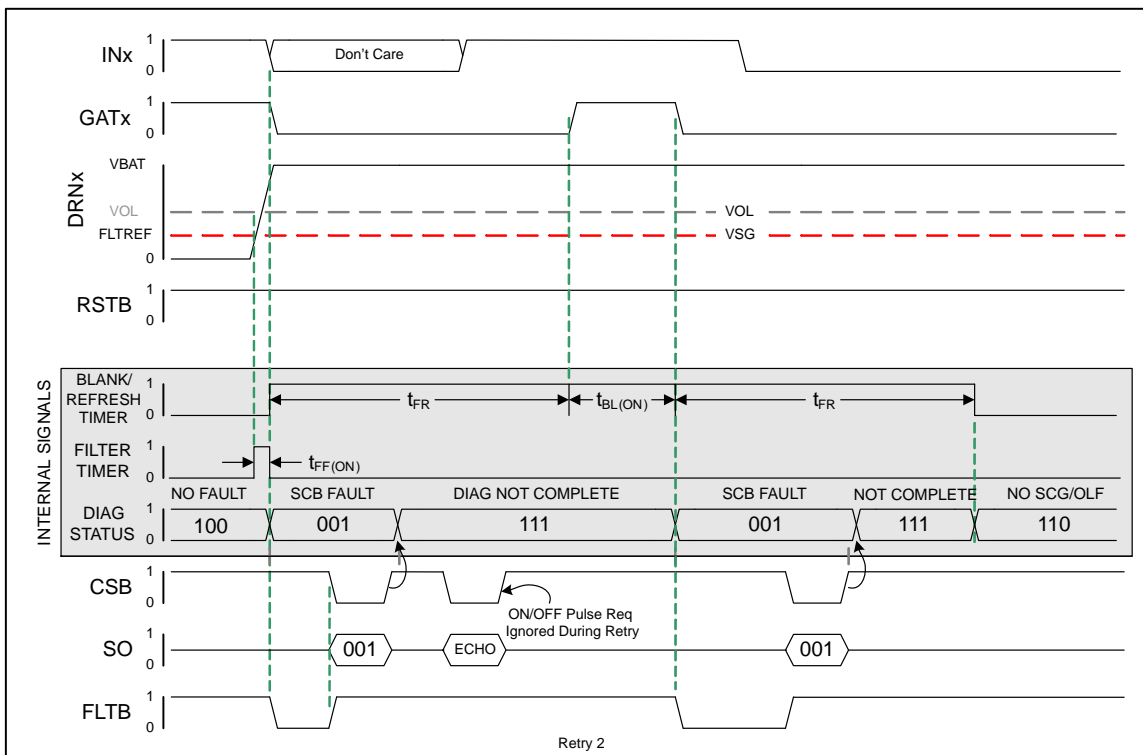 INx
1
0
Don't Care
GATx
1
0
DRNx
VBAT
VOL
FLTREF
0
VOL
VSG
RSTB
1
0
INTERNAL SIGNALS
BLANK/
REFRESH
TIMER
1
0
tFR
tBL(ON)
tFR
FILTER
TIMER
1
0
tFF(ON)
NO FAULT
SCB FAULT
DIAG NOT COMPLETE
SCB FAULT
NOT COMPLETE
NO SCG/OLF
DIAG
STATUS
1
0
100
001
111
001
111
110
CSB
1
0
ON/OFF Pulse Req
Ignored During Retry
SO
1
0
001
ECHO
001
FLTB
1
0
Retry 2